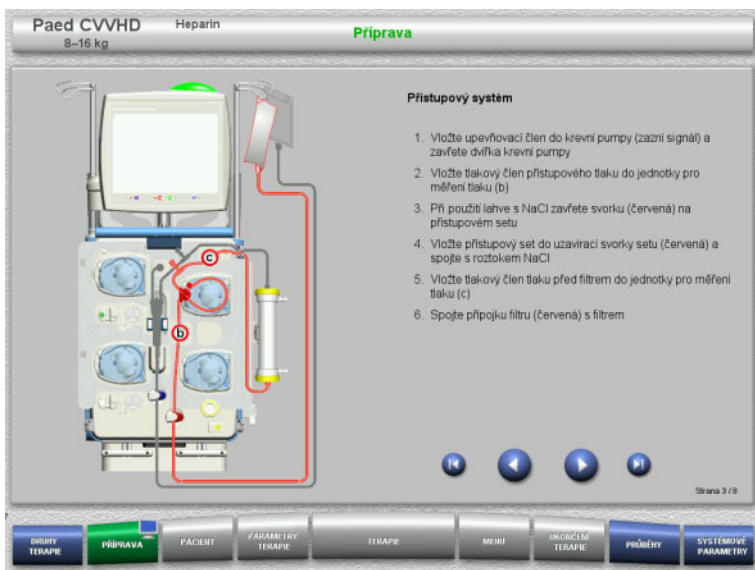 Paed CVVHD Heparin
8–16 kg
Příprava
Přístupový systém
1. Vložte upevňovací člen do krevní pumpy (zazní signál) a
zavřete dvířka krevní pumpy
2. Vložte tlakový člen přístupového tlaku do jednotky pro
měření tlaku (b)
3. Při použití lahve s NaCl zavřete svorku (červená) na
přístupovém setu
4. Vložte přístupový set do uzavírací svorky setu (červená) a
spojte s roztokem NaCl
5. Vložte tlakový člen tlaku před filtrem do jednotky pro měření
tlaku (c)
6. Spojte přípojku filtru (červená) s filtrem
c
b
Strana 3 / 8
DRUHY
TERAPIE
PŘÍPRAVA
PACIENT
PARAMETRY
TERAPIE
TERAPIE
MENU
UKONČENÍ
TERAPIE
PRŮBĚHY
SYSTÉMOVÉ
PARAMETRY